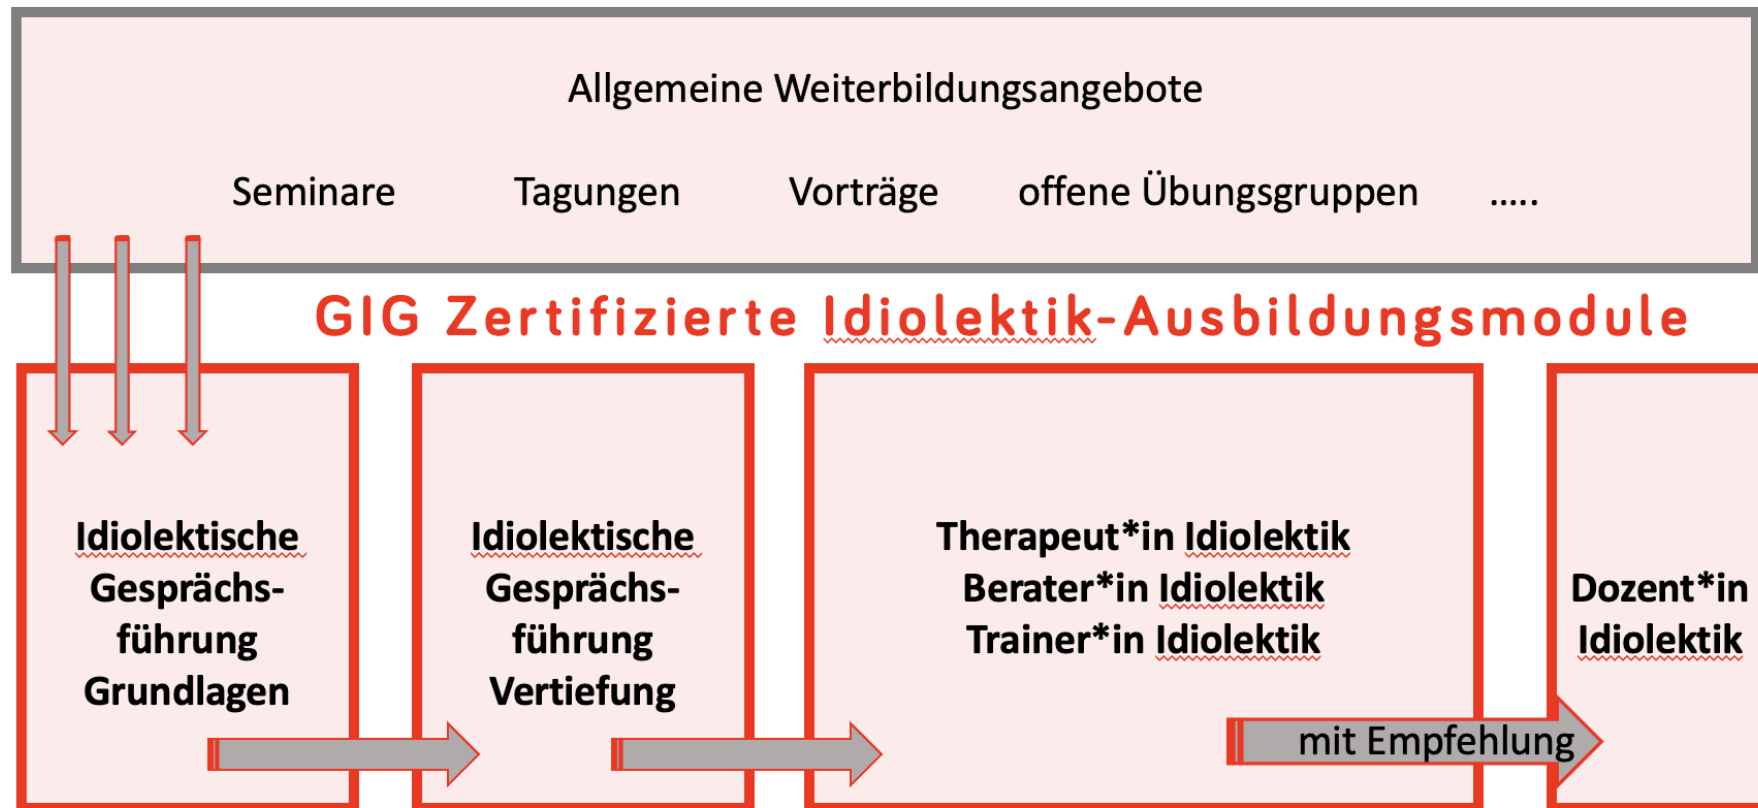 Allgemeine Weiterbildungsangebote
Seminare Tagungen Vorträge offene Übungsgruppen .....
GIG Zertifizierte Idiolektik-Ausbildungsmodule
Idiolektische
Gesprächs-
führung
Grundlagen
Idiolektische
Gesprächs-
führung
Vertiefung
Therapeut*in Idiolektik
Berater*in Idiolektik
Trainer*in Idiolektik
mit Empfehlung
Dozent*in
Idiolektik